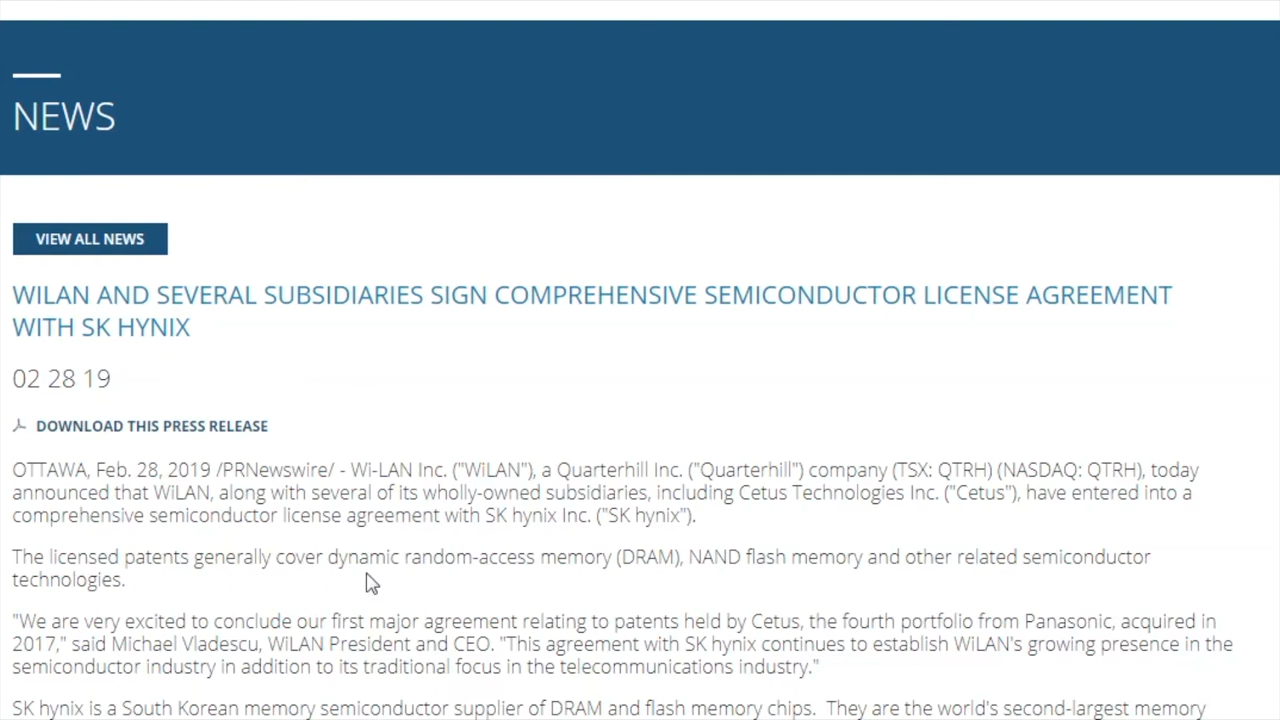 NEWS
VIEW ALL NEWS
WILAN AND SEVERAL SUBSIDIARIES SIGN COMPREHENSIVE SEMICONDUCTOR LICENSE AGREEMENT
WITH SK HYNIX
02 28 19
DOWNLOAD THIS PRESS RELEASE
OTTAWA, Feb. 28, 2019 /PRNewswire/ - Wi-LAN Inc. ("WiLAN"), a Quarterhill Inc. ("Quarterhill") company (TSX: QTRH) (NASDAQ: QTRH), today
announced that WiLAN, along with several of its wholly-owned subsidiaries, including Cetus Technologies Inc. ("Cetus"), have entered into a
comprehensive semiconductor license agreement with SK hynix Inc. ("SK hynix").
The licensed patents generally cover dynamic random-access memory (DRAM), NAND flash memory and other related semiconductor
technologies.
"We are very excited to conclude our first major agreement relating to patents held by Cetus, the fourth portfolio from Panasonic, acquired in
2017," said Michael Vladescu, WiLAN President and CEO. "This agreement with SK hynix continues to establish WiLAN's growing presence in the
semiconductor industry in addition to its traditional focus in the telecommunications industry."
SK hynix is a South Korean memory semiconductor supplier of DRAM and flash memory chips.  They are the world's second-largest memory